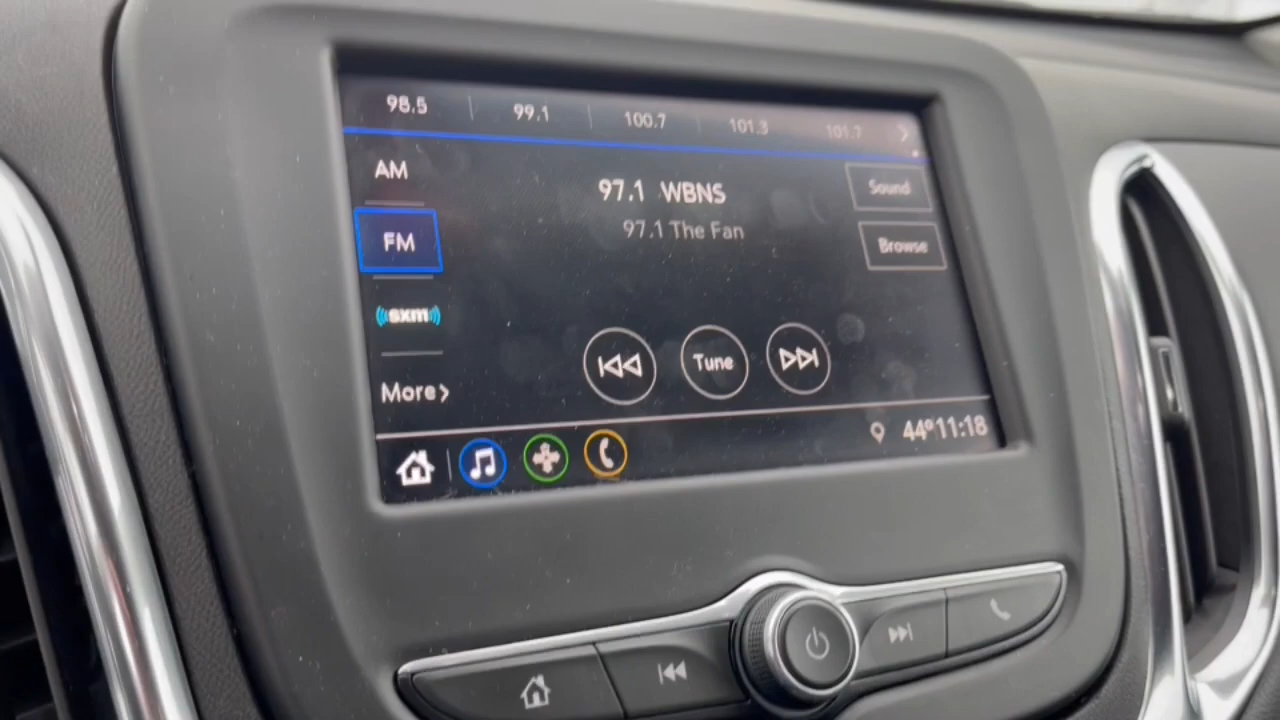 98.5 99.1 100.7 101.3 101.7
AM
97.1 WBNS
Sound
97.1 The Fan
FM
Browse
sxm
Tune
More
44° 11:18